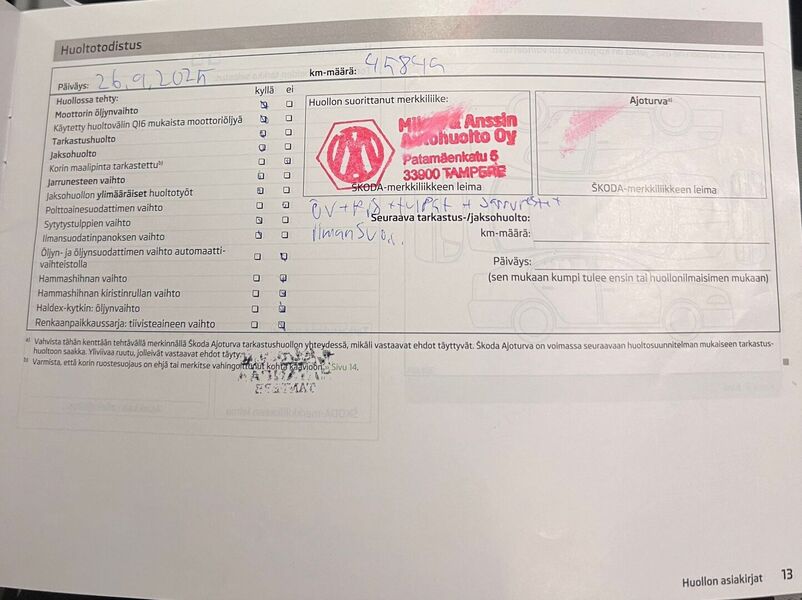 Huoltotodistus
Päiväys: 26.9.2024 km-määrä: 45849
kyllä ei
Huollossa tehty:
Moottorin öljynvaihto
Käytetty huoltovälin QI6 mukaista moottoriöljyä
Tarkastushuolto
Jaksohuolto
Korin maalipinta tarkastettu b)
Jarrunesteen vaihto
Jaksohuollon ylimääräiset huoltotyöt
Polttoainesuodattimen vaihto
Sytytystulppien vaihto
Ilmansuodatinpanoksen vaihto
Öljyn- ja öljynsuodattimen vaihto automaatti-
vaihteistolla
Hammashihnan vaihto
Hammashihnan kiristinrullan vaihto
Haldex-kytkin: öljynvaihto
Renkaanpaikkaussarja: tiivisteaineen vaihto
Huollon suorittanut merkkiliike:
& Anssin
Autohuolto Oy
Patamäenkatu 5
33900 TAMPERE
ŠKODA-merkkiliikkeen leima
Ajoturva a)
ŠKODA-merkkiliikkeen leima
Seuraava tarkastus-/jaksohuolto:
km-määrä:
Päiväys:
(sen mukaan kumpi tulee ensin tai huollonilmaisimen mukaan)
a) Vahvista tähän kenttään tehtävällä merkinnällä Škoda Ajoturva tarkastushuollon yhteydessä, mikäli vastaavat ehdot täyttyvät. Škoda Ajoturva on voimassa seuraavaan huoltosuunnitelman mukaiseen tarkastus-
huoltoon saakka. Yliviivaa ruutu, jolleivät vastaavat ehdot täyty.
b) Varmista, että korin ruostesuojaus on ehjä tai merkitse vahingoittunut kohta kaavioon. Sivu 14.
Huollon asiakirjat 13